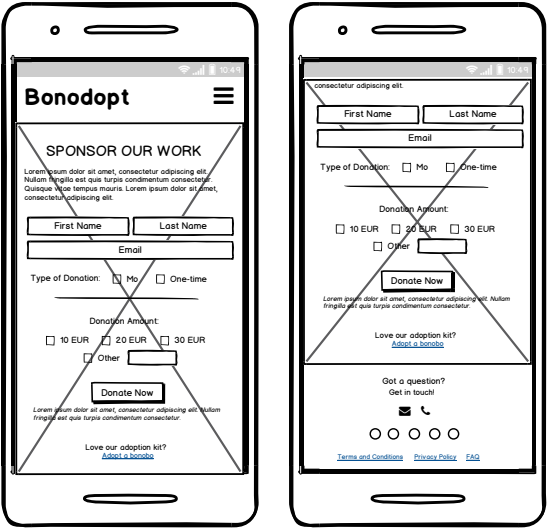 10:49
Bonodopt
SPONSOR OUR WORK
Lorem ipsum dolor sit amet, consectetur adipiscing elit.
Nullam fringilla est quis turpis condimentum consectetur.
Quisque vitae tempus mauris. Lorem ipsum dolor sit amet,
consectetur adipiscing elit.
First Name Last Name
Email
Type of Donation: Mo One-time
Donation Amount:
10 EUR 20 EUR 30 EUR
Other
Donate Now
Lorem ipsum dolor sit amet, consectetur adipiscing elit. Nullam
fringilla est quis turpis condimentum consectetur.
Love our adoption kit?
Adopt a bonobo
10:49
consectetur adipiscing elit.
First Name Last Name
Email
Type of Donation: Mo One-time
Donation Amount:
10 EUR 20 EUR 30 EUR
Other
Donate Now
Lorem ipsum dolor sit amet, consectetur adipiscing elit. Nullam
fringilla est quis turpis condimentum consectetur.
Love our adoption kit?
Adopt a bonobo
Got a question?
Get in touch!
Terms and Conditions Privacy Policy FAQ